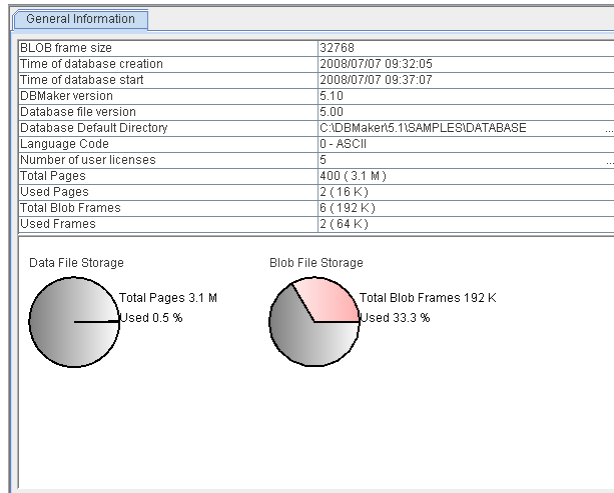 General Information
BLOB frame size 32768
Time of database creation 2008/07/07 09:32:05
Time of database start 2008/07/07 09:37:07
DBMaker version 5.10
Database file version 5.00
Database Default Directory C:\DBMaker\5.1\SAMPLES\DATABASE ...
Language Code 0 - ASCII
Number of user licenses 5 ...
Total Pages 400 ( 3.1 M )
Used Pages 2 ( 16 K )
Total Blob Frames 6 ( 192 K )
Used Frames 2 ( 64 K )
Data File Storage Blob File Storage
Total Pages 3.1 M Total Blob Frames 192 K
Used 0.5 % Used 33.3 %